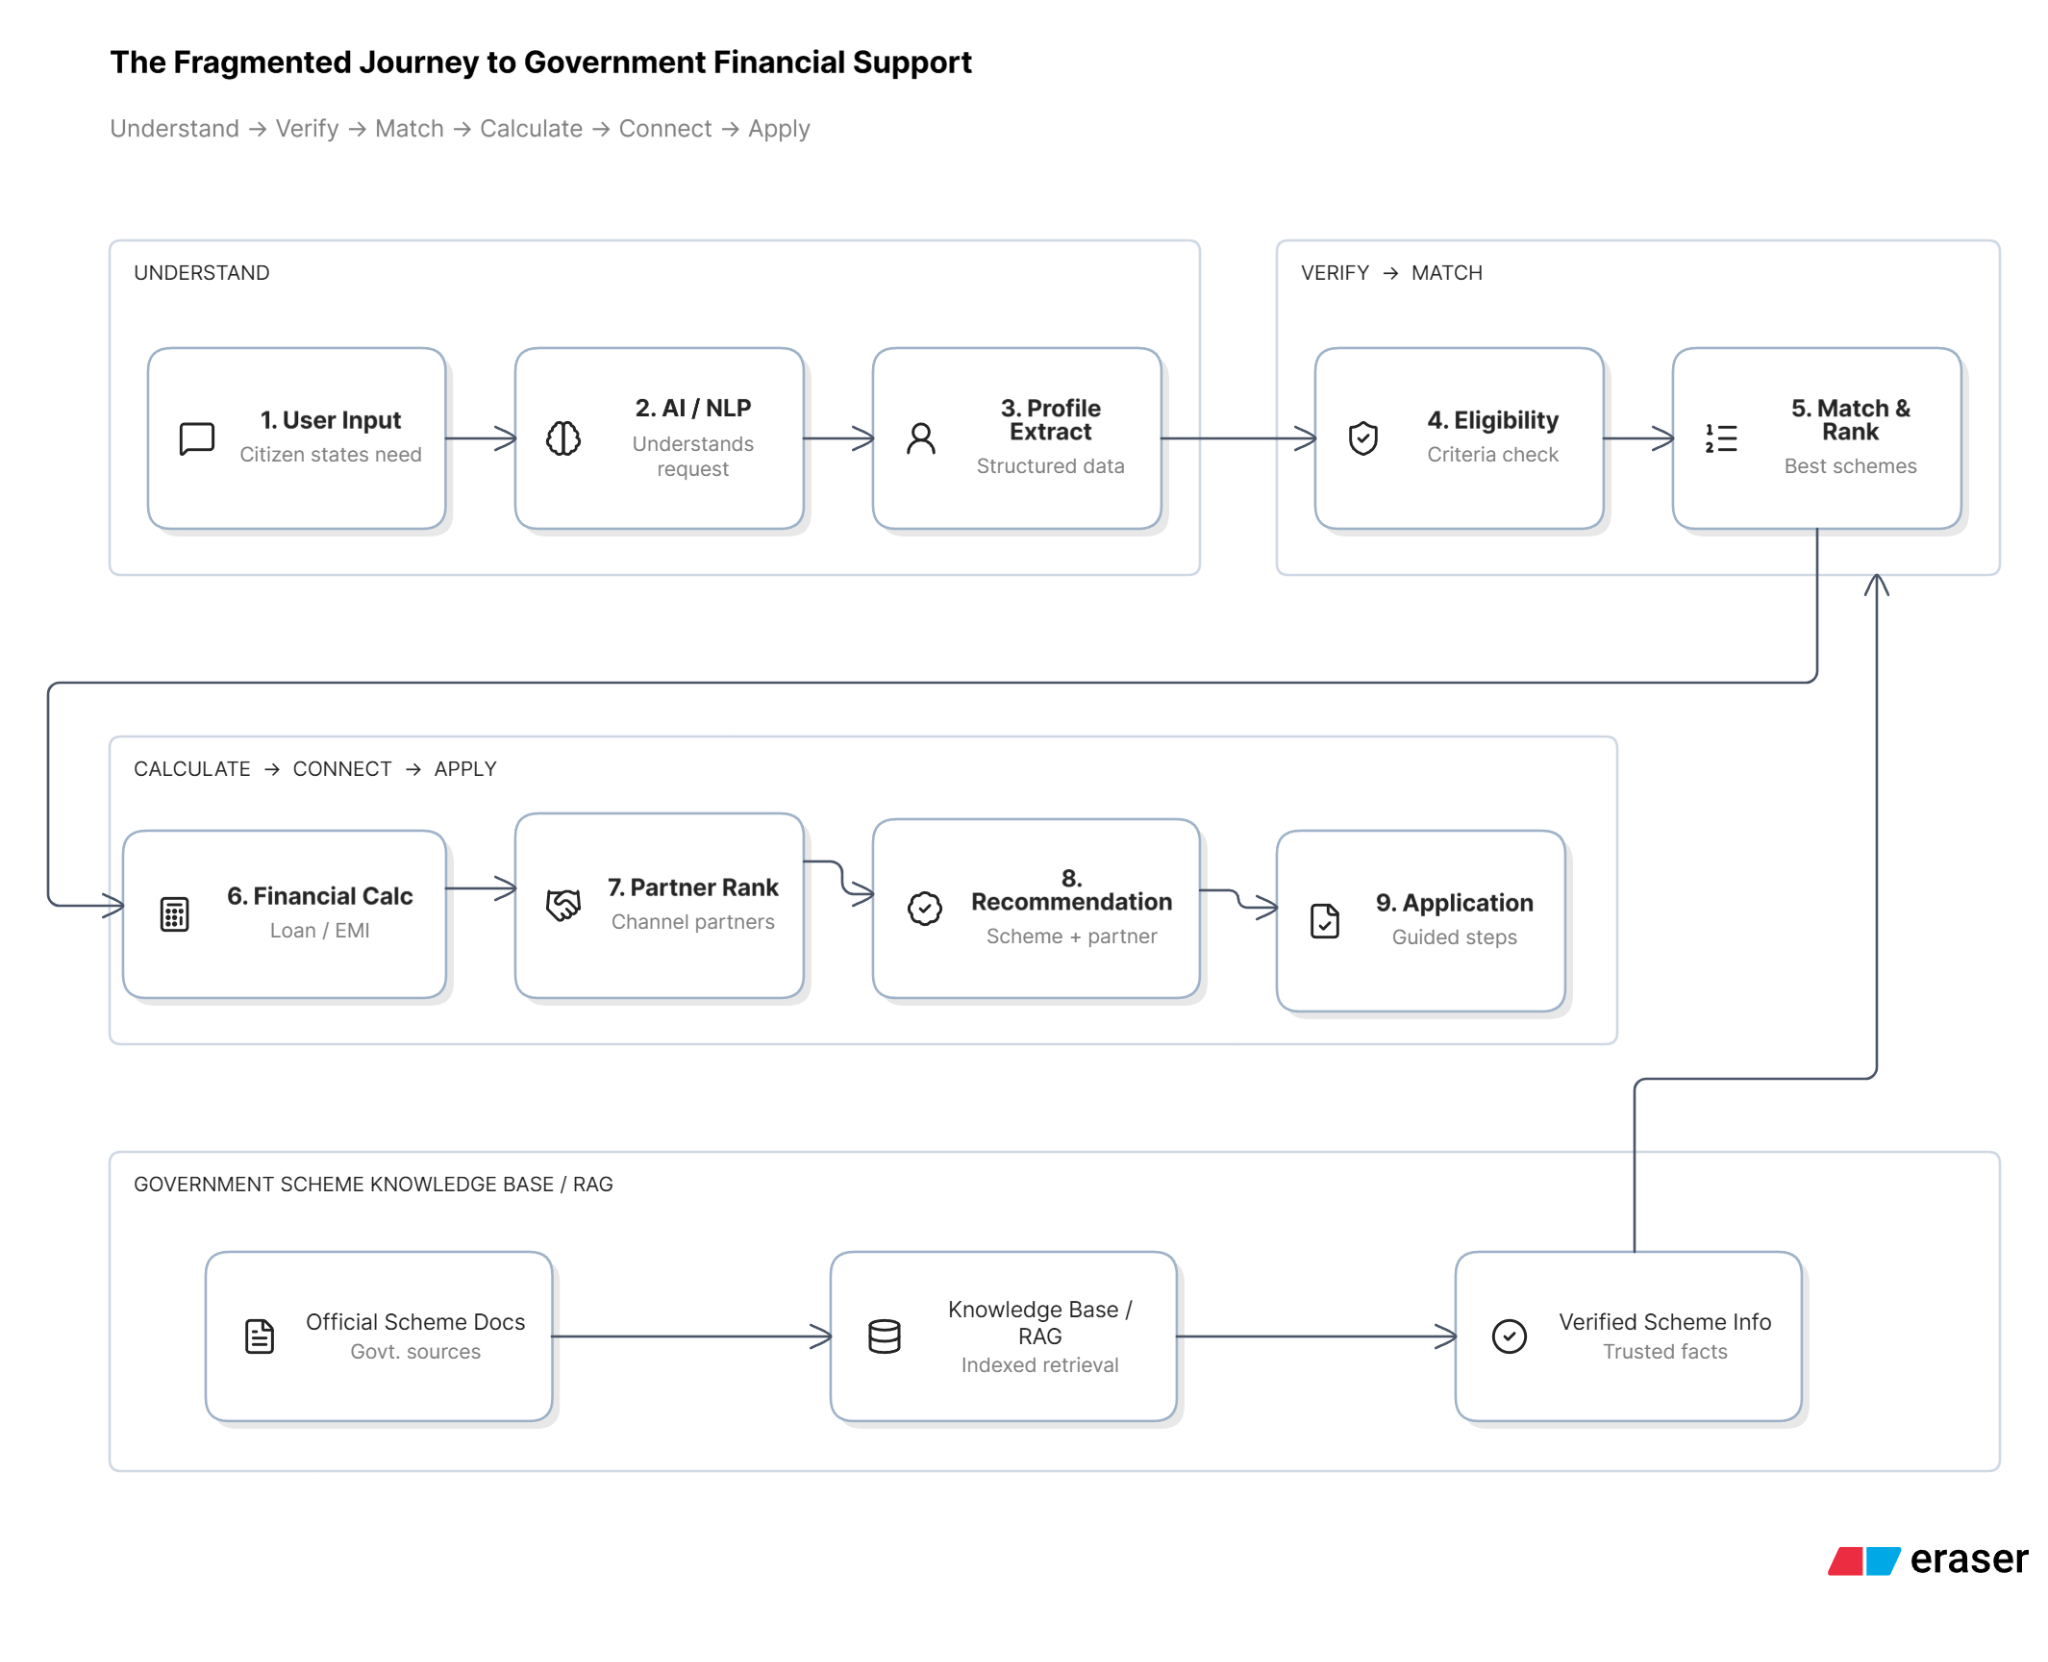 The Fragmented Journey to Government Financial Support
Understand → Verify → Match → Calculate → Connect → Apply
UNDERSTAND
1. User Input
Citizen states need
2. AI / NLP
Understands
request
3. Profile
Extract
Structured data
VERIFY → MATCH
4. Eligibility
Criteria check
1
2
5. Match &
Rank
Best schemes
CALCULATE → CONNECT → APPLY
6. Financial Calc
Loan / EMI
7. Partner Rank
Channel partners
8.
Recommendation
Scheme + partner
9. Application
Guided steps
GOVERNMENT SCHEME KNOWLEDGE BASE / RAG
Official Scheme Docs
Govt. sources
Knowledge Base /
RAG
Indexed retrieval
Verified Scheme Info
Trusted facts
eraser